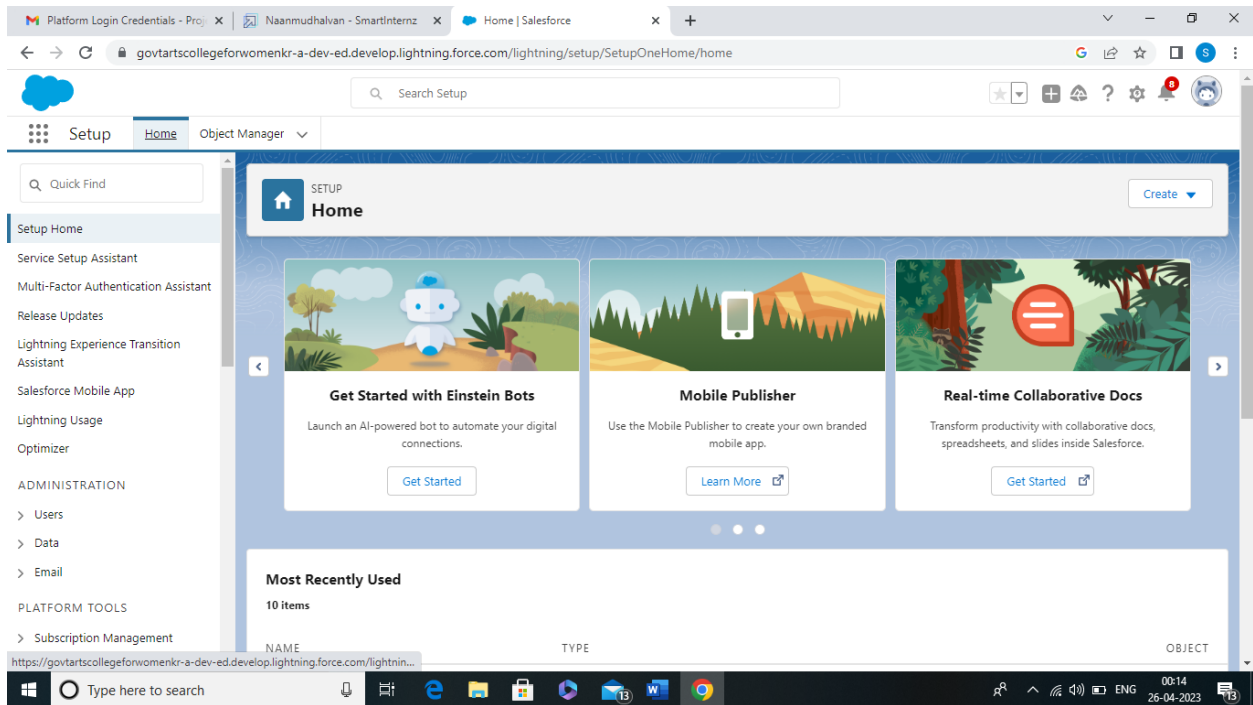 Platform Login Credentials - Proj
Naanmudhalvan - SmartInternz
Home | Salesforce
govtartscollegeforwomenkr-a-dev-ed.develop.lightning.force.com/lightning/setup/SetupOneHome/home
G
S
Search Setup
8
Setup
Home
Object Manager
Quick Find
Setup Home
Service Setup Assistant
Multi-Factor Authentication Assistant
Release Updates
Lightning Experience Transition
Assistant
Salesforce Mobile App
Lightning Usage
Optimizer
ADMINISTRATION
Users
Data
Email
PLATFORM TOOLS
Subscription Management
SETUP
Home
Create
Get Started with Einstein Bots
Launch an AI-powered bot to automate your digital
connections.
Get Started
Mobile Publisher
Use the Mobile Publisher to create your own branded
mobile app.
Learn More
Real-time Collaborative Docs
Transform productivity with collaborative docs,
spreadsheets, and slides inside Salesforce.
Get Started
Most Recently Used
10 items
NAME TYPE OBJECT
https://govtartscollegeforwomenkr-a-dev-ed.develop.lightning.force.com/lightnin...
Type here to search
13
ENG
00:14
26-04-2023
13